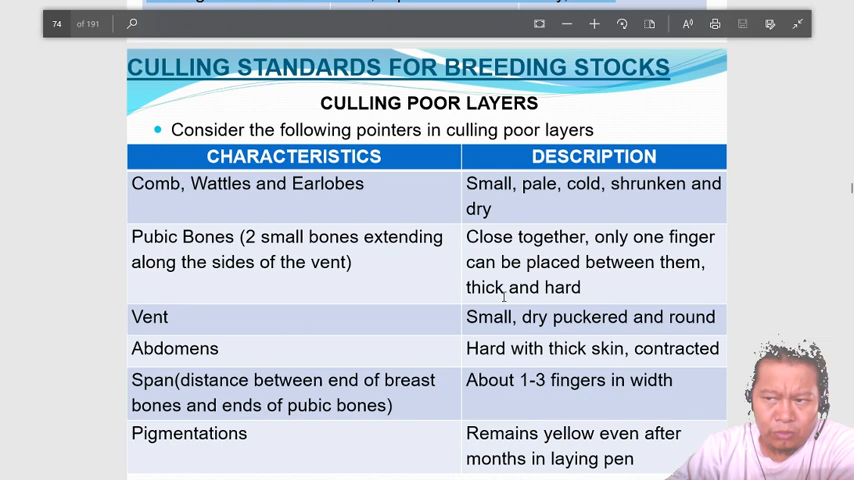 74 of 191
CULLING STANDARDS FOR BREEDING STOCKS
CULLING POOR LAYERS
• Consider the following pointers in culling poor layers
CHARACTERISTICS DESCRIPTION
Comb, Wattles and Earlobes Small, pale, cold, shrunken and
dry
Pubic Bones (2 small bones extending Close together, only one finger
along the sides of the vent) can be placed between them,
thick and hard
Vent Small, dry puckered and round
Abdomens Hard with thick skin, contracted
Span(distance between end of breast About 1-3 fingers in width
bones and ends of pubic bones)
Pigmentations Remains yellow even after
months in laying pen